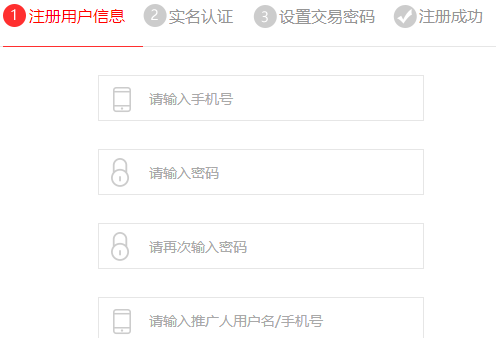 1 注册用户信息 2 实名认证 3 设置交易密码 注册成功
请输入手机号
请输入密码
请再次输入密码
请输入推广人用户名/手机号